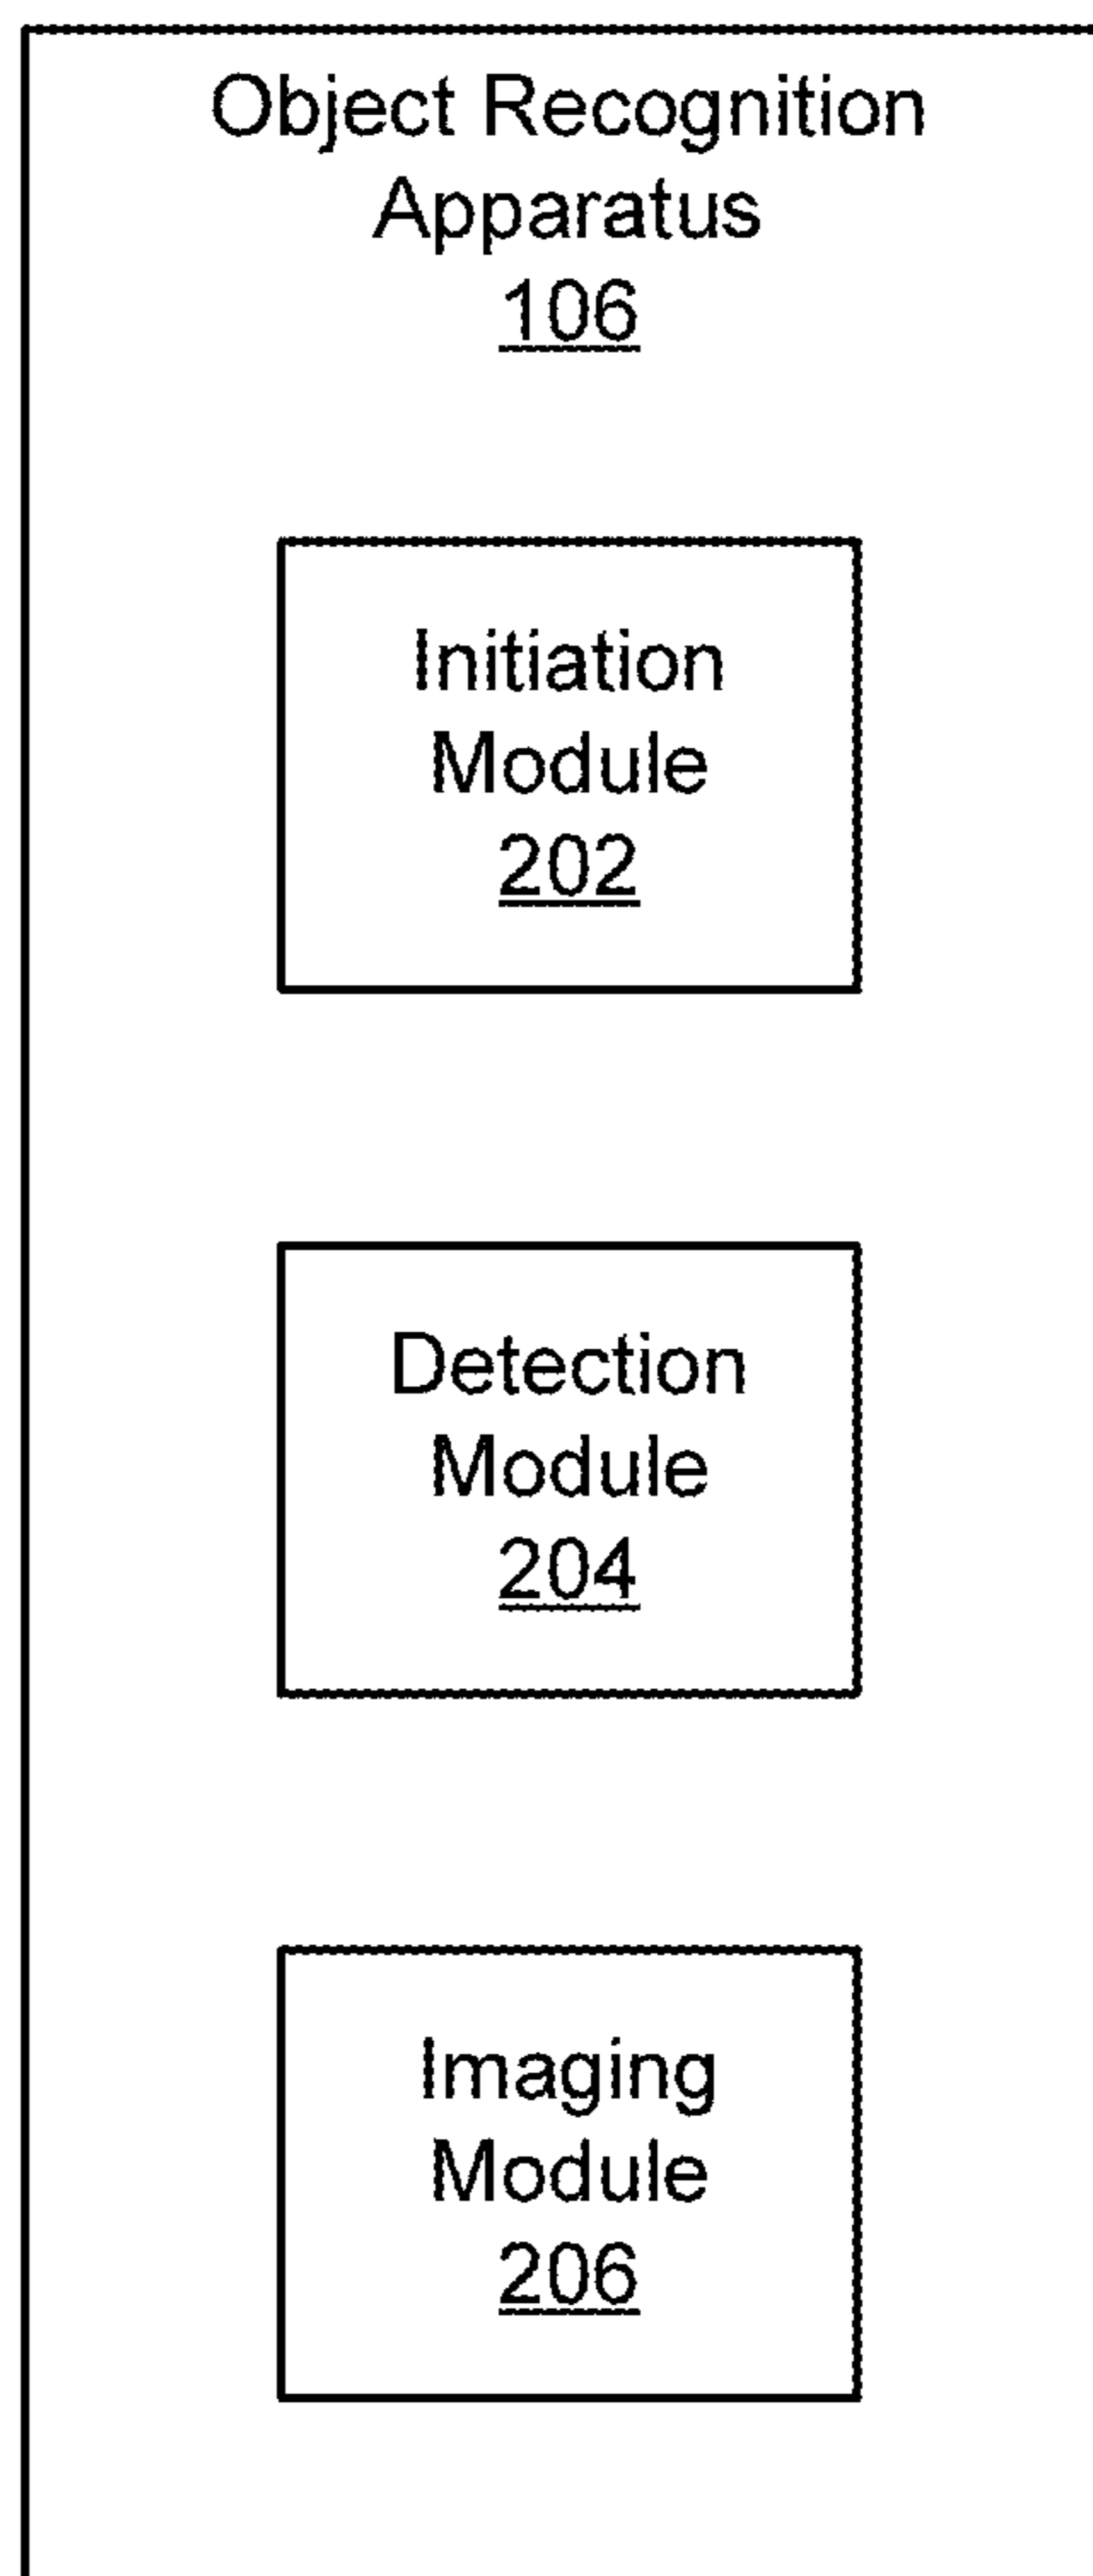 Object Recognition
Apparatus
106
Initiation
Module
202
Detection
Module
204
Imaging
Module
206